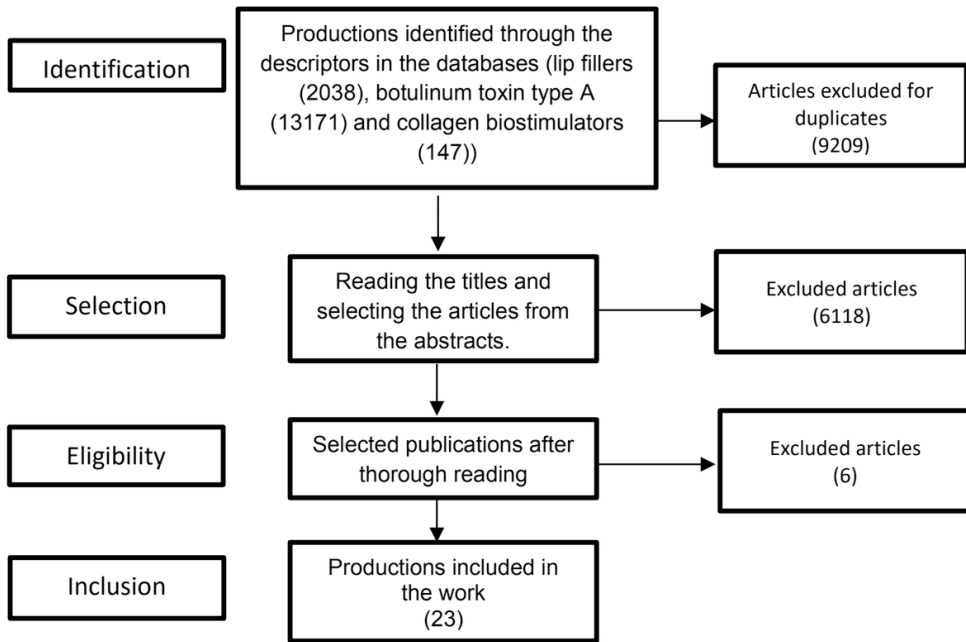 Identification
Productions identified through the
descriptors in the databases (lip fillers
(2038), botulinum toxin type A
(13171) and collagen biostimulators
(147))
Articles excluded for
duplicates
(9209)
Selection
Reading the titles and
selecting the articles from
the abstracts.
Excluded articles
(6118)
Eligibility
Selected publications after
thorough reading
Excluded articles
(6)
Inclusion
Productions included in
the work
(23)